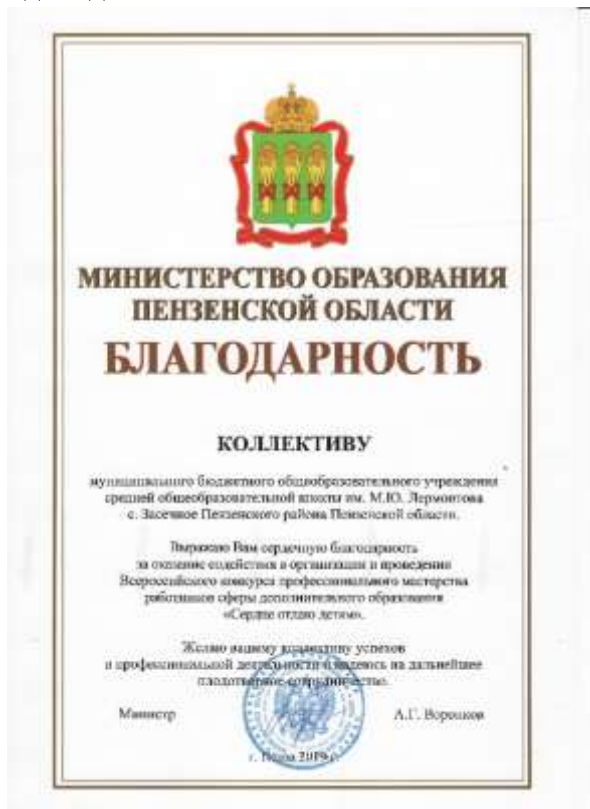 МИНИСТЕРСТВО ОБРАЗОВАНИЯ
ПЕНЗЕНСКОЙ ОБЛАСТИ
БЛАГОДАРНОСТЬ
КОЛЛЕКТИВУ
муниципального бюджетного общеобразовательного учреждения
средней общеобразовательной школы им. М.Ю. Лермонтова
с. Засечное Пензенского района Пензенской области.
Выражаю Вам сердечную благодарность
за оказание содействия в организации и проведении
Всероссийского конкурса профессионального мастерства
работников сферы дополнительного образования
«Сердце отдаю детям».
Желаю вашему коллективу успехов
в профессиональной деятельности и надеюсь на дальнейшее
плодотворное сотрудничество.
Министр
А.Г. Воронков
г. Пенза 2019 г.